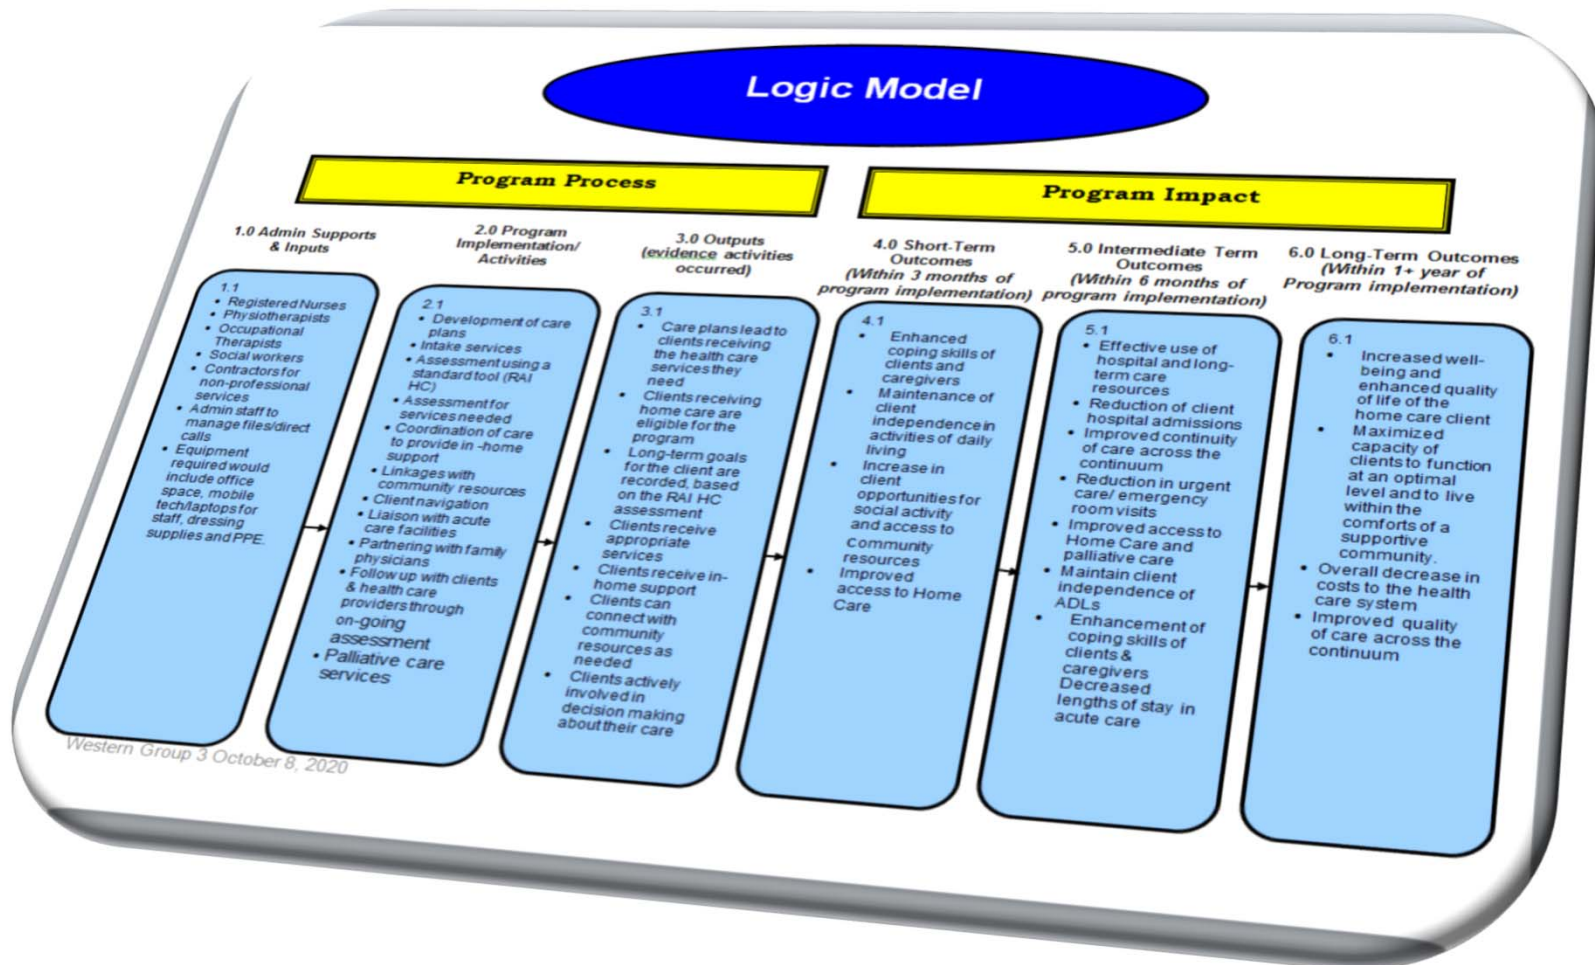 Logic Model
Program Process
Program Impact
1.0 Admin Supports
& Inputs
2.0 Program
Implementation/
Activities
3.0 Outputs
(evidence activities
occurred)
4.0 Short-Term
Outcomes
(Within 3 months of
program implementation)
5.0 Intermediate Term
Outcomes
(Within 6 months of
program implementation)
6.0 Long-Term Outcomes
(Within 1+ year of
Program implementation)
1.1
• Registered Nurses
• Physiotherapists
• Occupational
Therapists
• Social workers
• Contractors for
non-professional
services
• Admin staff to
manage files/direct
calls
• Equipment
required would
include office
space, mobile
tech/laptops for
staff, dressing
supplies and PPE.
2.1
• Development of care
plans
• Intake services
• Assessment using a
standard tool (RAI
HC)
• Assessment for
services needed
• Coordination of care
to provide in -home
support
• Linkages with
community resources
• Client navigation
• Liaison with acute
care facilities
• Partnering with family
physicians
• Follow up with clients
& health care
providers through
on-going
assessment
• Palliative care
services
3.1
• Care plans lead to
clients receiving
the health care
services they
need
• Clients receiving
home care are
eligible for the
program
• Long-term goals
for the client are
recorded, based
on the RAI HC
assessment
• Clients receive
appropriate
services
• Clients receive in-
home support
• Clients can
connect with
community
resources as
needed
• Clients actively
involved in
decision making
about their care
4.1
• Enhanced
coping skills of
clients and
caregivers
• Maintenance of
client
independence in
activities of daily
living
• Increase in
client
opportunities for
social activity
and access to
Community
resources
• Improved
access to Home
Care
5.1
• Effective use of
hospital and long-
term care
resources
• Reduction of client
hospital admissions
• Improved continuity
of care across the
continuum
• Reduction in urgent
care/ emergency
room visits
• Improved access to
Home Care and
palliative care
• Maintain client
independence of
ADLs
• Enhancement of
coping skills of
clients &
caregivers
Decreased
lengths of stay in
acute care
6.1
• Increased well-
being and
enhanced quality
of life of the
home care client
• Maximized
capacity of
clients to function
at an optimal
level and to live
within the
comforts of a
supportive
community.
• Overall decrease in
costs to the health
care system
• Improved quality
of care across the
continuum
Western Group 3 October 8, 2020